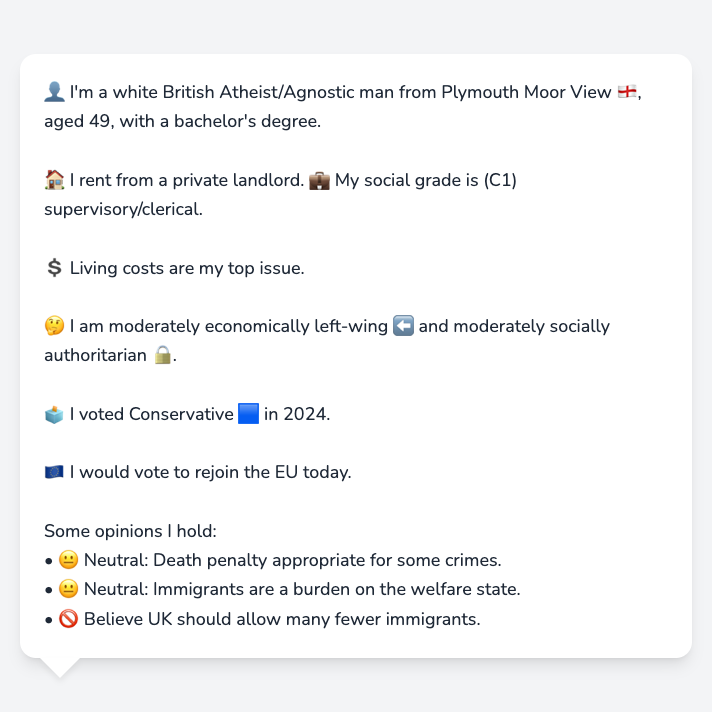 👤 I'm a white British Atheist/Agnostic man from Plymouth Moor View 🏴󠁧󠁢󠁥󠁮󠁧󠁿,
aged 49, with a bachelor's degree.
🏠 I rent from a private landlord. 💼 My social grade is (C1)
supervisory/clerical.
💲 Living costs are my top issue.
🤔 I am moderately economically left-wing ⬅️ and moderately socially
authoritarian 🔒.
🗳️ I voted Conservative 🟦 in 2024.
🇪🇺 I would vote to rejoin the EU today.
Some opinions I hold:
• 😐 Neutral: Death penalty appropriate for some crimes.
• 😐 Neutral: Immigrants are a burden on the welfare state.
• 🚫 Believe UK should allow many fewer immigrants.